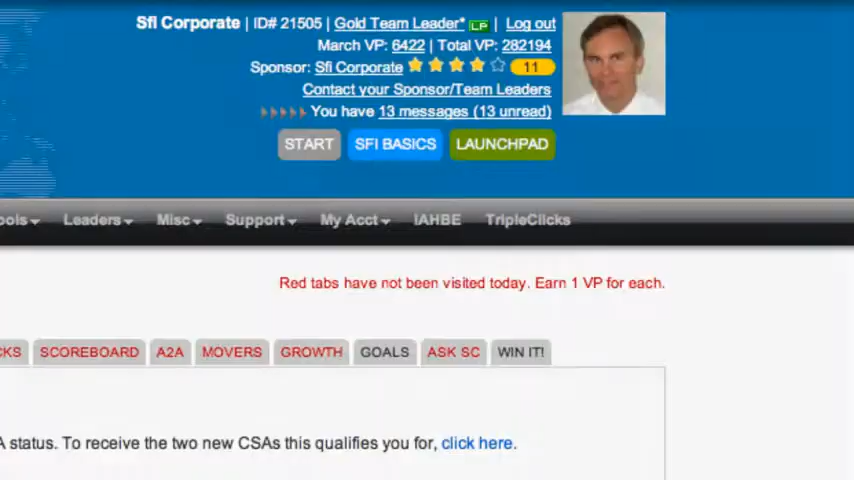 Sfi Corporate | ID# 21505 | Gold Team Leader* LP | Log out
March VP: 6422 | Total VP: 282194
Sponsor: Sfi Corporate 11
Contact your Sponsor/Team Leaders
You have 13 messages (13 unread)
START SFI BASICS LAUNCHPAD
ools Leaders Misc Support My Acct IAHBE TripleClicks
Red tabs have not been visited today. Earn 1 VP for each.
CKS SCOREBOARD A2A MOVERS GROWTH GOALS ASK SC WIN IT!
A status. To receive the two new CSAs this qualifies you for, click here.